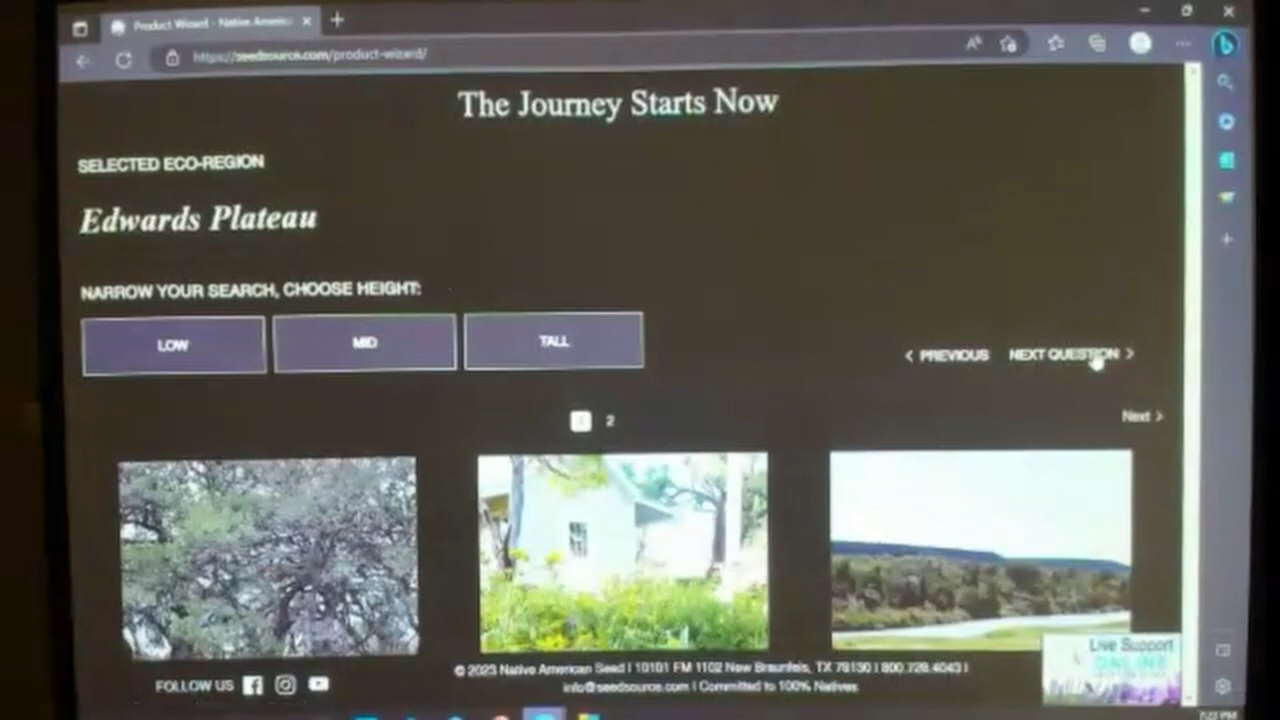 Product Wizard - Native America
https://seedsource.com/product-wizard/
The Journey Starts Now
SELECTED ECO-REGION
Edwards Plateau
NARROW YOUR SEARCH, CHOOSE HEIGHT:
LOW MID TALL
PREVIOUS NEXT QUESTION
1 2 Next
Live Support
ONLINE
© 2023 Native American Seed | 10101 FM 1102 New Braunfels, TX 78130 | 800.728.4043 |
FOLLOW US
info@seedsource.com | Committed to 100% Natives